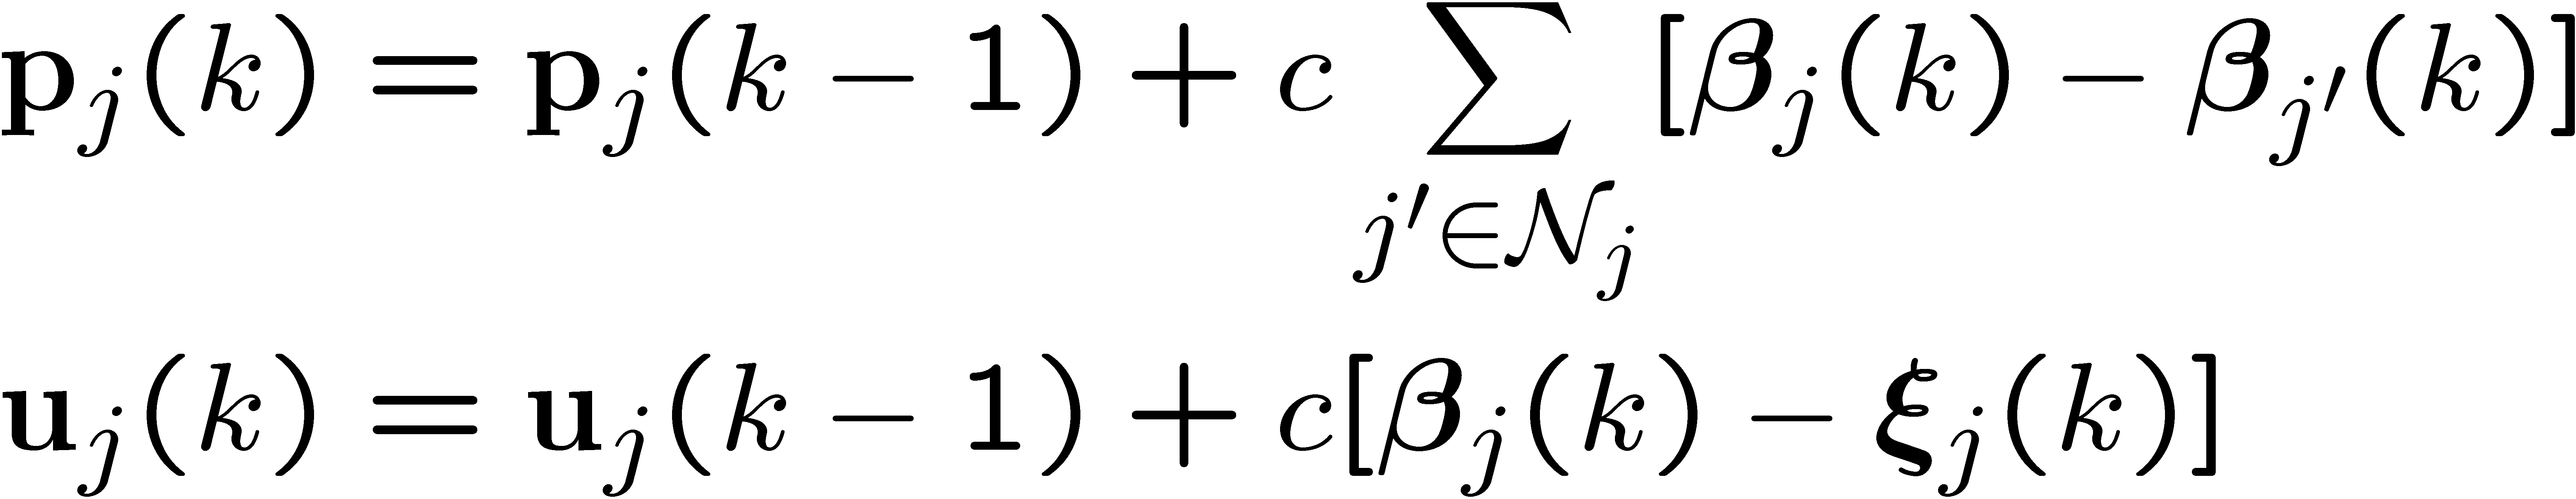 𝐩_j(k) = 𝐩_j(k − 1) + c ∑_{j′∈𝒩_j} [𝜷_j(k) − 𝜷_{j′}(k)]
𝐮_j(k) = 𝐮_j(k − 1) + c[𝜷_j(k) − 𝝃_j(k)]